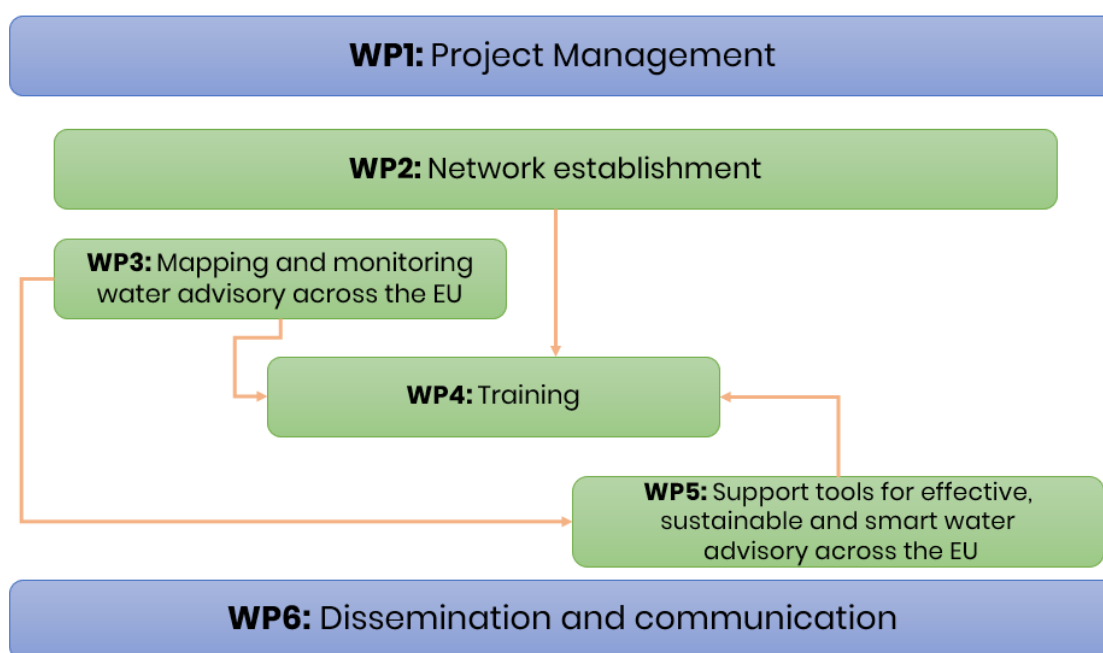 WP1: Project Management
WP2: Network establishment
WP3: Mapping and monitoring
water advisory across the EU
WP4: Training
WP5: Support tools for effective,
sustainable and smart water
advisory across the EU
WP6: Dissemination and communication